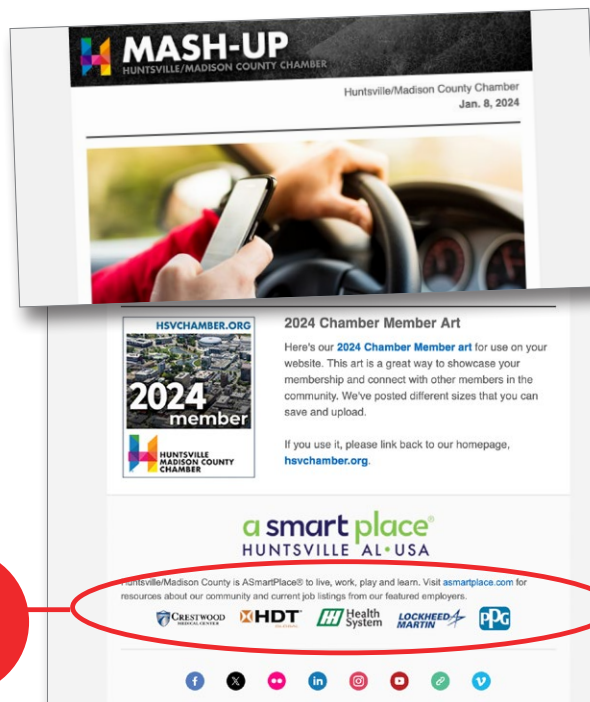 MASH-UP
HUNTSVILLE/MADISON COUNTY CHAMBER
Huntsville/Madison County Chamber
Jan. 8, 2024
HSVCHAMBER.ORG
2024
member
HUNTSVILLE
MADISON COUNTY
CHAMBER
2024 Chamber Member Art
Here's our 2024 Chamber Member art for use on your
website. This art is a great way to showcase your
membership and connect with other members in the
community. We've posted different sizes that you can
save and upload.
If you use it, please link back to our homepage,
hsvchamber.org.
a smart place®
HUNTSVILLE AL•USA
Huntsville/Madison County is ASmartPlace® to live, work, play and learn. Visit asmartplace.com for
resources about our community and current job listings from our featured employers.
CRESTWOOD
MEDICAL CENTER
HDT
HH Health
System
LOCKHEED
MARTIN
PPG